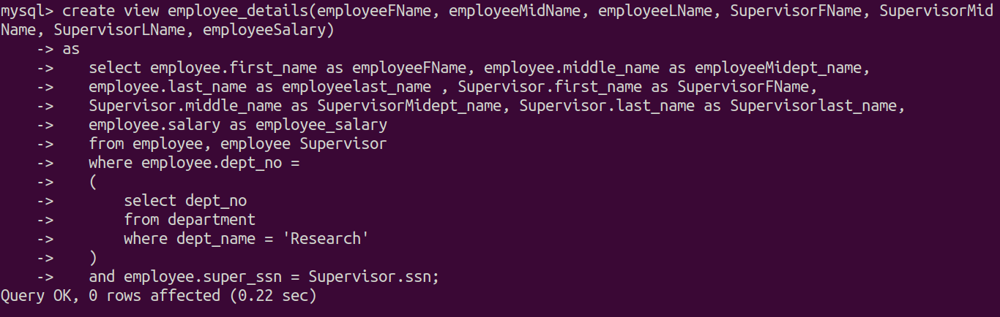 mysql> create view employee_details(employeeFName, employeeMidName, employeeLName, SupervisorFName, SupervisorMid
Name, SupervisorLName, employeeSalary)
    -> as
    ->    select employee.first_name as employeeFName, employee.middle_name as employeeMidept_name,
    ->    employee.last_name as employeelast_name , Supervisor.first_name as SupervisorFName,
    ->    Supervisor.middle_name as SupervisorMidept_name, Supervisor.last_name as Supervisorlast_name,
    ->    employee.salary as employee_salary
    ->    from employee, employee Supervisor
    ->    where employee.dept_no =
    ->    (
    ->        select dept_no
    ->        from department
    ->        where dept_name = 'Research'
    ->    )
    ->    and employee.super_ssn = Supervisor.ssn;
Query OK, 0 rows affected (0.22 sec)